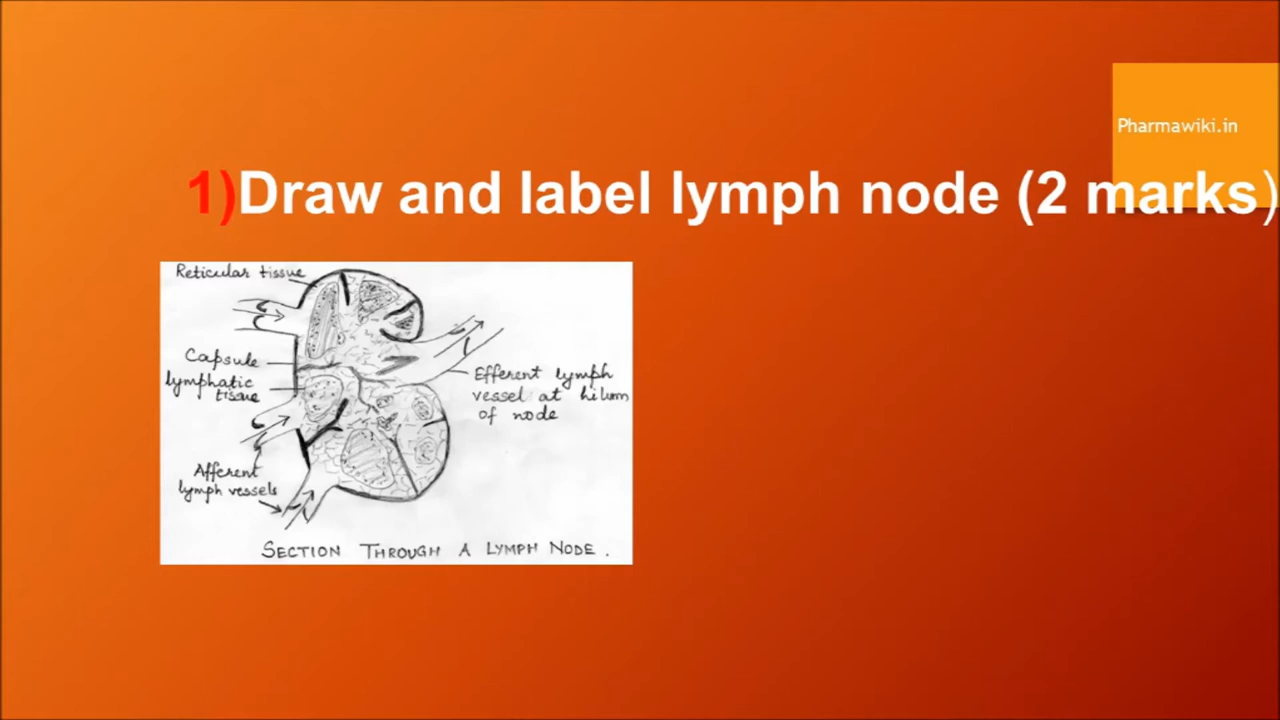 Pharmawiki.in
1)Draw and label lymph node (2 marks)
Reticular tissue
Capsule
lymphatic
tissue
Efferent lymph
vessel at hilum
of node
Afferent
lymph vessels
SECTION THROUGH A LYMPH NODE.